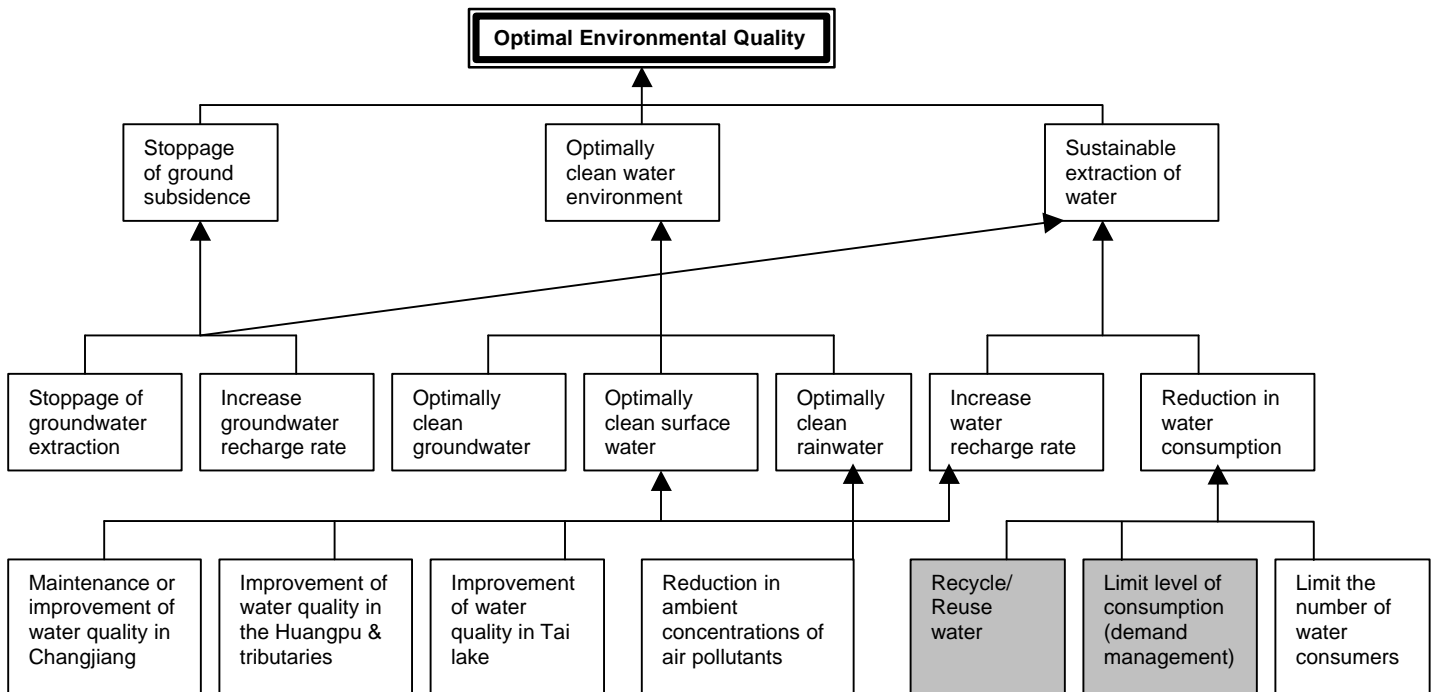 Optimal Environmental Quality
Stoppage
of ground
subsidence
Optimally
clean water
environment
Sustainable
extraction of
water
Stoppage of
groundwater
extraction
Increase
groundwater
recharge rate
Optimally
clean
groundwater
Optimally
clean surface
water
Optimally
clean
rainwater
Increase
water
recharge rate
Reduction in
water
consumption
Maintenance or
improvement of
water quality in
Changjiang
Improvement of
water quality in
the Huangpu &
tributaries
Improvement
of water
quality in Tai
lake
Reduction in
ambient
concentrations of
air pollutants
Recycle/
Reuse
water
Limit level of
consumption
(demand
management)
Limit the
number of
water
consumers